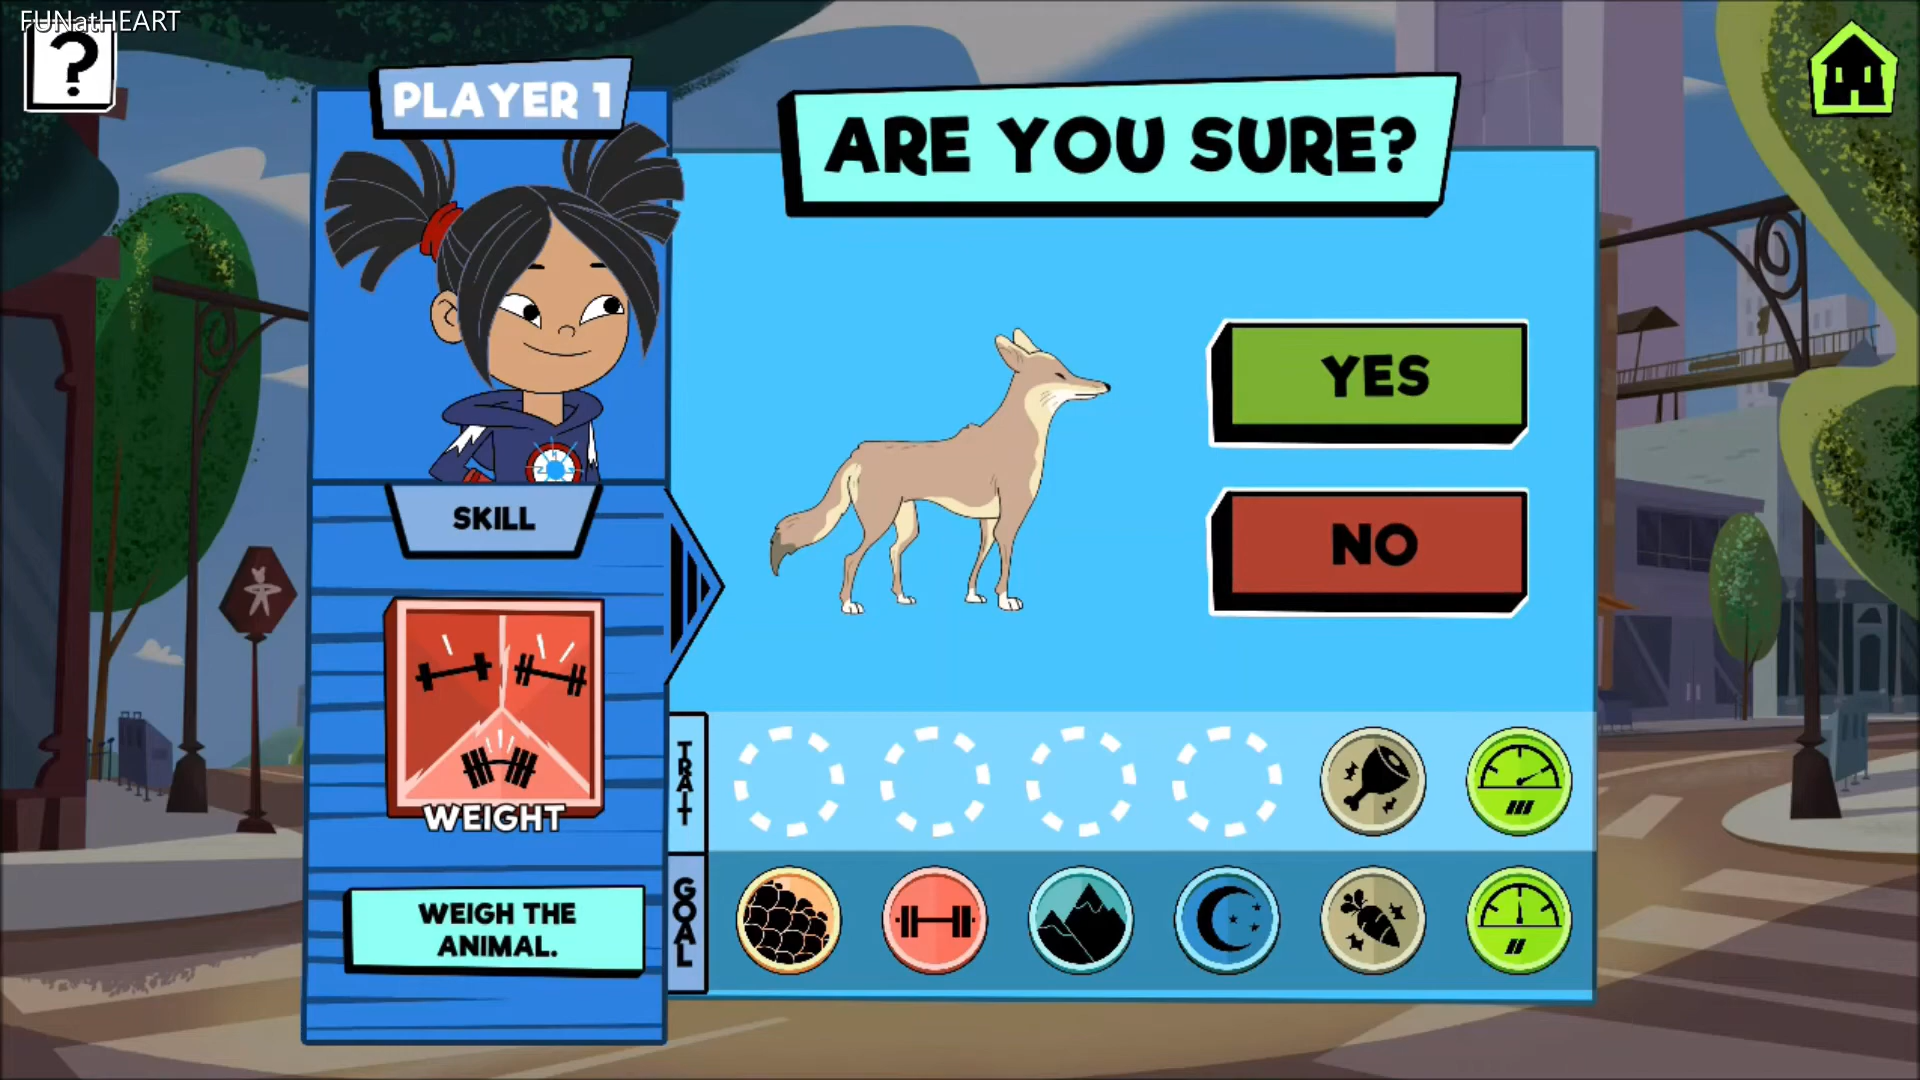 FUNatHEART
?
PLAYER 1
ARE YOU SURE?
YES
NO
SKILL
WEIGHT
WEIGH THE
ANIMAL.
TRAIT
GOAL